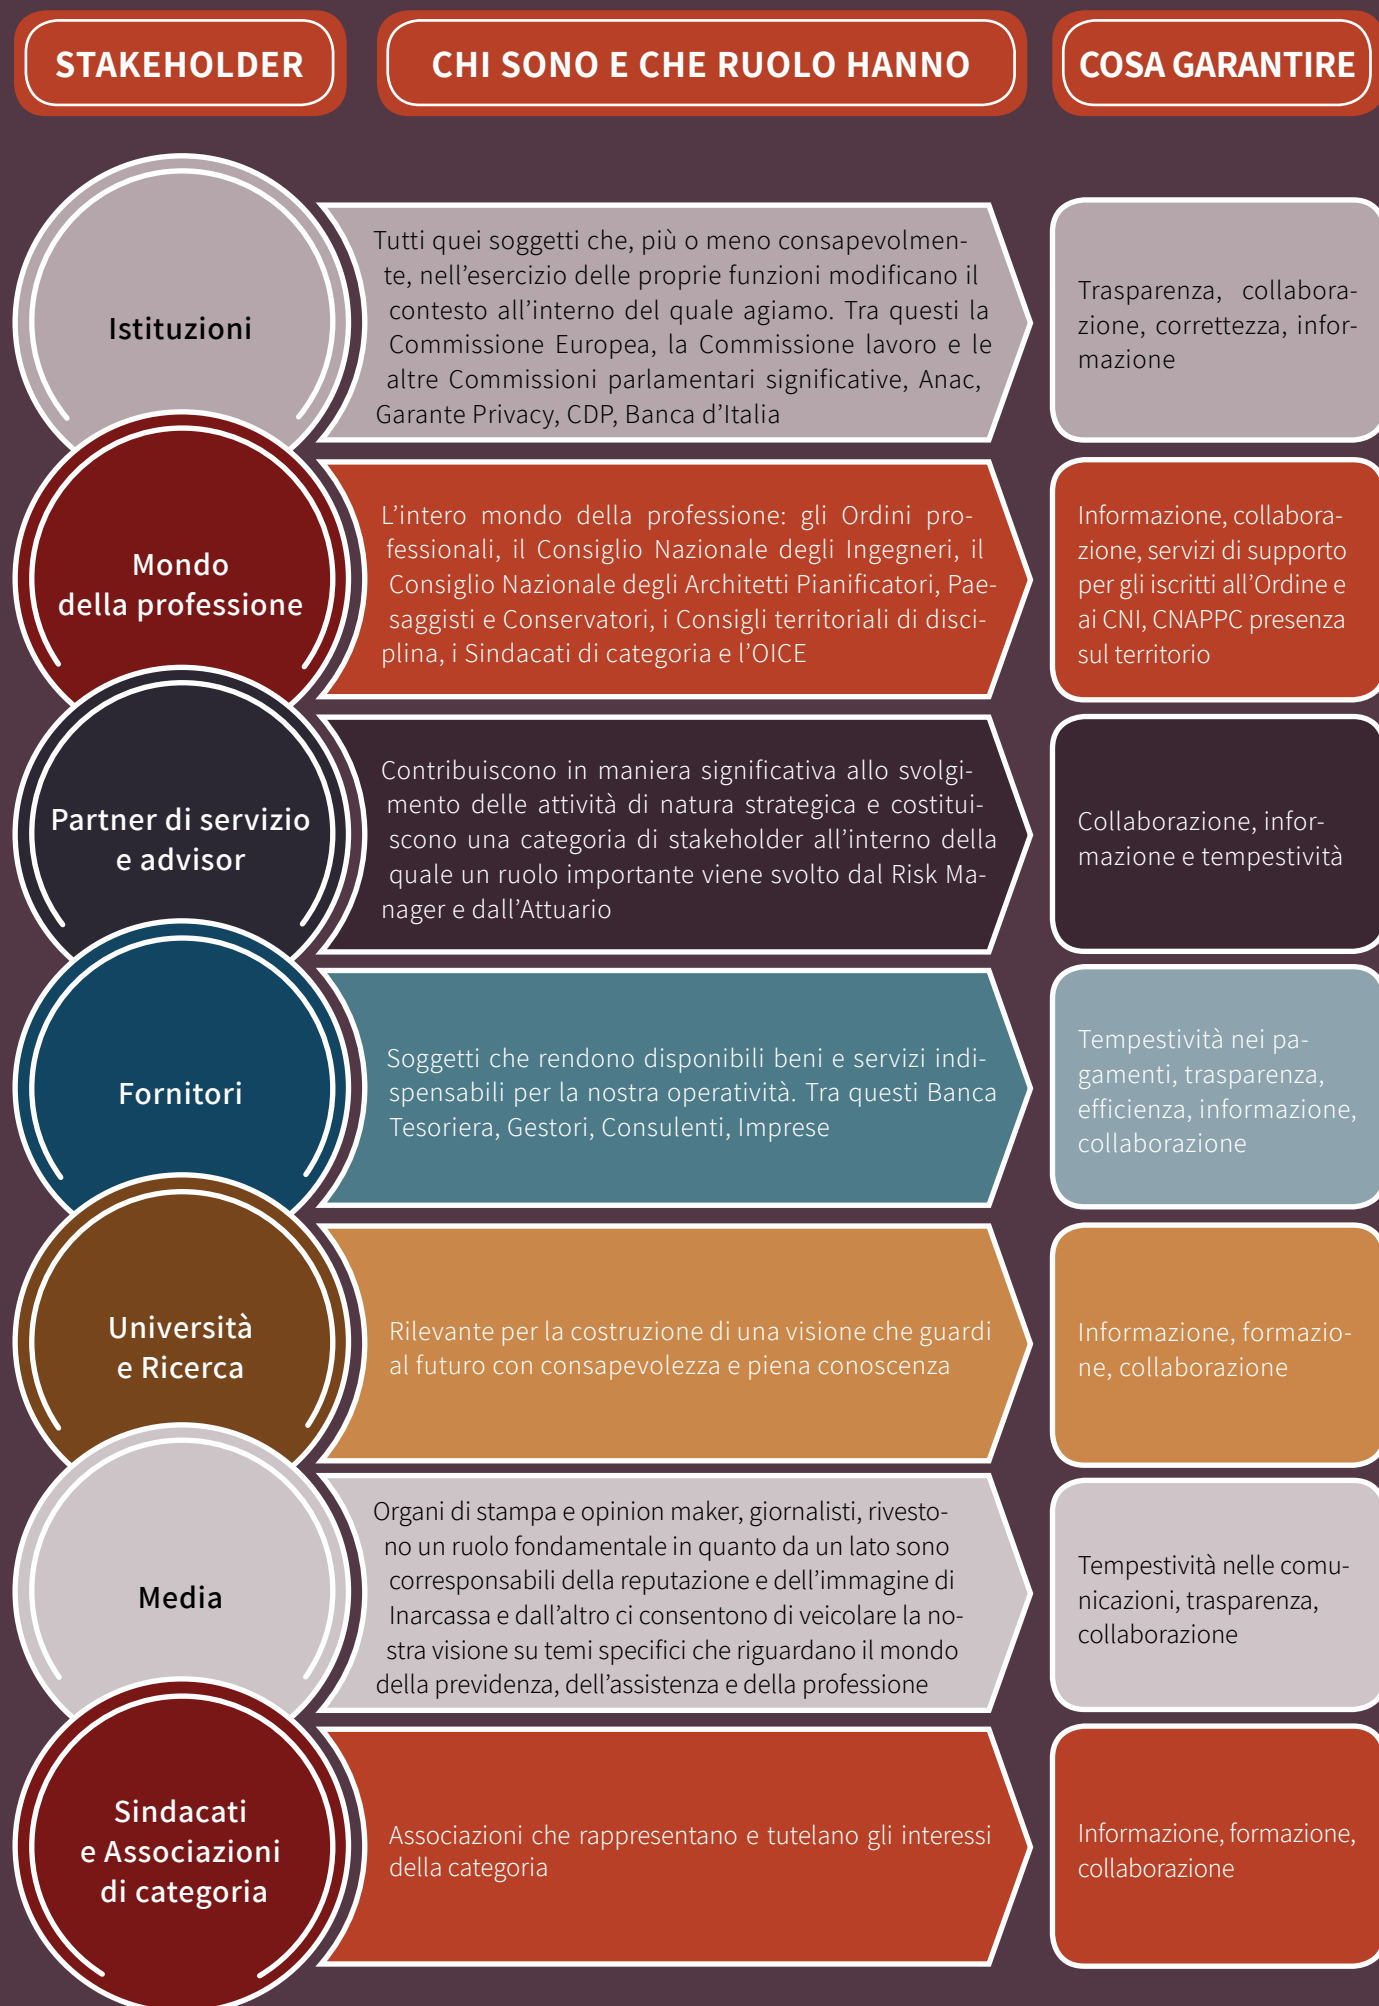 STAKEHOLDER
CHI SONO E CHE RUOLO HANNO
COSA GARANTIRE
Istituzioni
Tutti quei soggetti che, più o meno consapevolmen-
te, nell'esercizio delle proprie funzioni modificano il
contesto all'interno del quale agiamo. Tra questi la
Commissione Europea, la Commissione lavoro e le
altre Commissioni parlamentari significative, Anac,
Garante Privacy, CDP, Banca d'Italia
Trasparenza, collabora-
zione, correttezza, infor-
mazione
Mondo
della professione
L'intero mondo della professione: gli Ordini pro-
fessionali, il Consiglio Nazionale degli Ingegneri, il
Consiglio Nazionale degli Architetti Pianificatori, Pae-
saggisti e Conservatori, i Consigli territoriali di disci-
plina, i Sindacati di categoria e l'OICE
Informazione, collabora-
zione, servizi di supporto
per gli iscritti all'Ordine e
ai CNI, CNAPPC presenza
sul territorio
Partner di servizio
e advisor
Contribuiscono in maniera significativa allo svolgi-
mento delle attività di natura strategica e costitui-
scono una categoria di stakeholder all'interno della
quale un ruolo importante viene svolto dal Risk Ma-
nager e dall'Attuario
Collaborazione, infor-
mazione e tempestività
Fornitori
Soggetti che rendono disponibili beni e servizi indi-
spensabili per la nostra operatività. Tra questi Banca
Tesoriera, Gestori, Consulenti, Imprese
Tempestività nei pa-
gamenti, trasparenza,
efficienza, informazione,
collaborazione
Università
e Ricerca
Rilevante per la costruzione di una visione che guardi
al futuro con consapevolezza e piena conoscenza
Informazione, formazio-
ne, collaborazione
Media
Organi di stampa e opinion maker, giornalisti, rivesto-
no un ruolo fondamentale in quanto da un lato sono
corresponsabili della reputazione e dell'immagine di
Inarcassa e dall'altro ci consentono di veicolare la no-
stra visione su temi specifici che riguardano il mondo
della previdenza, dell'assistenza e della professione
Tempestività nelle comu-
nicazioni, trasparenza,
collaborazione
Sindacati
e Associazioni
di categoria
Associazioni che rappresentano e tutelano gli interessi
della categoria
Informazione, formazione,
collaborazione